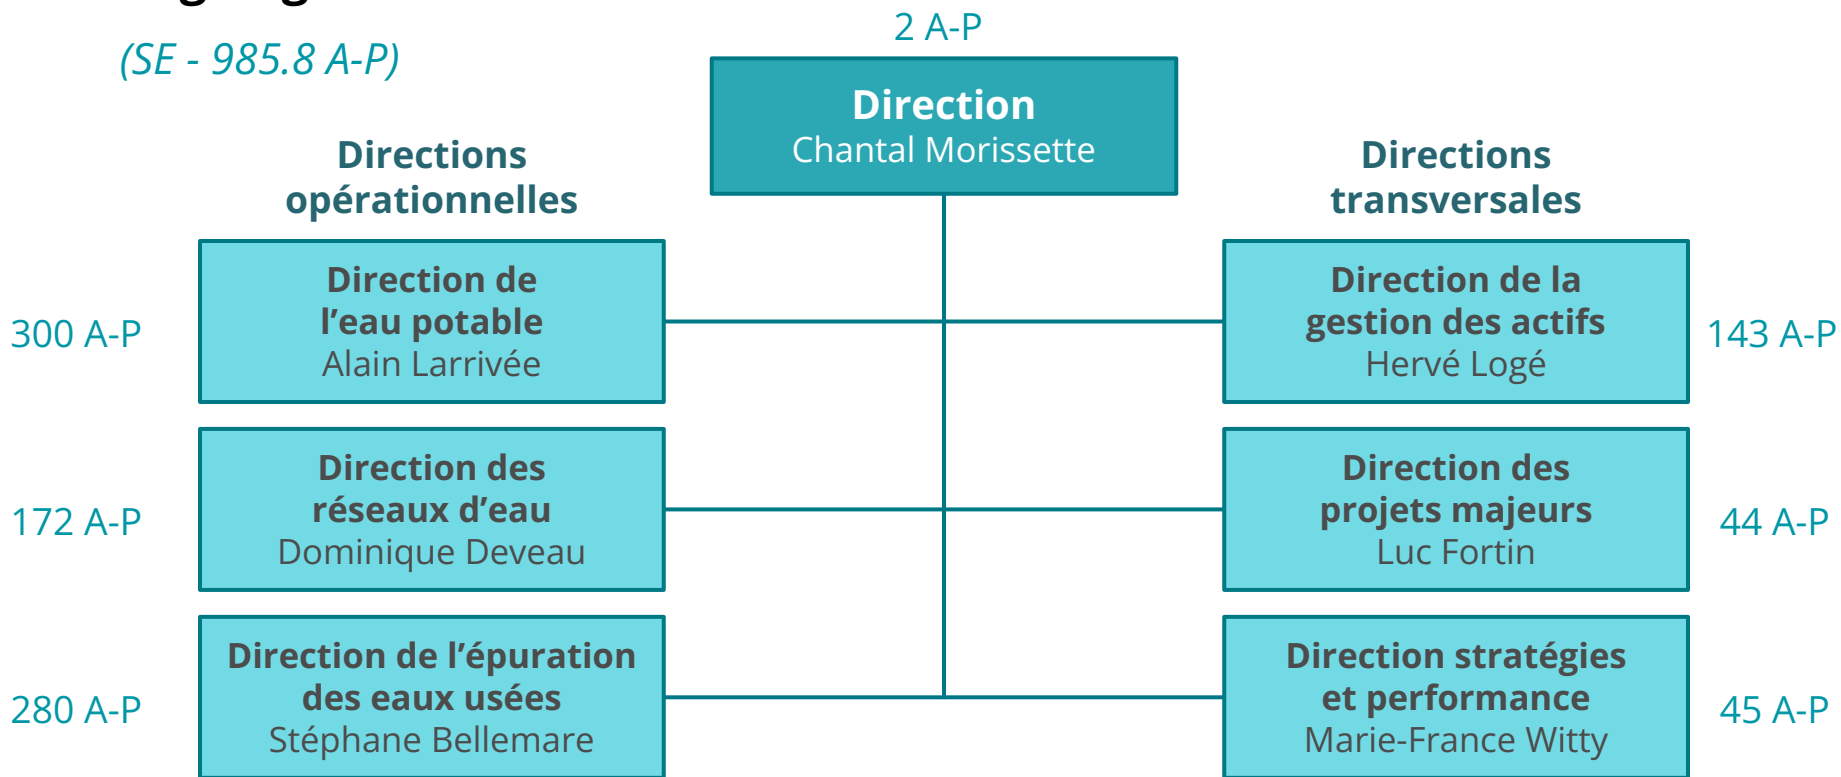 (SE - 985.8 A-P)
2 A-P
Direction
Chantal Morissette
Directions
opérationnelles
300 A-P
Direction de
l’eau potable
Alain Larrivée
172 A-P
Direction des
réseaux d’eau
Dominique Deveau
280 A-P
Direction de l’épuration
des eaux usées
Stéphane Bellemare
Directions
transversales
Direction de la
gestion des actifs
Hervé Logé
143 A-P
Direction des
projets majeurs
Luc Fortin
44 A-P
Direction stratégies
et performance
Marie-France Witty
45 A-P